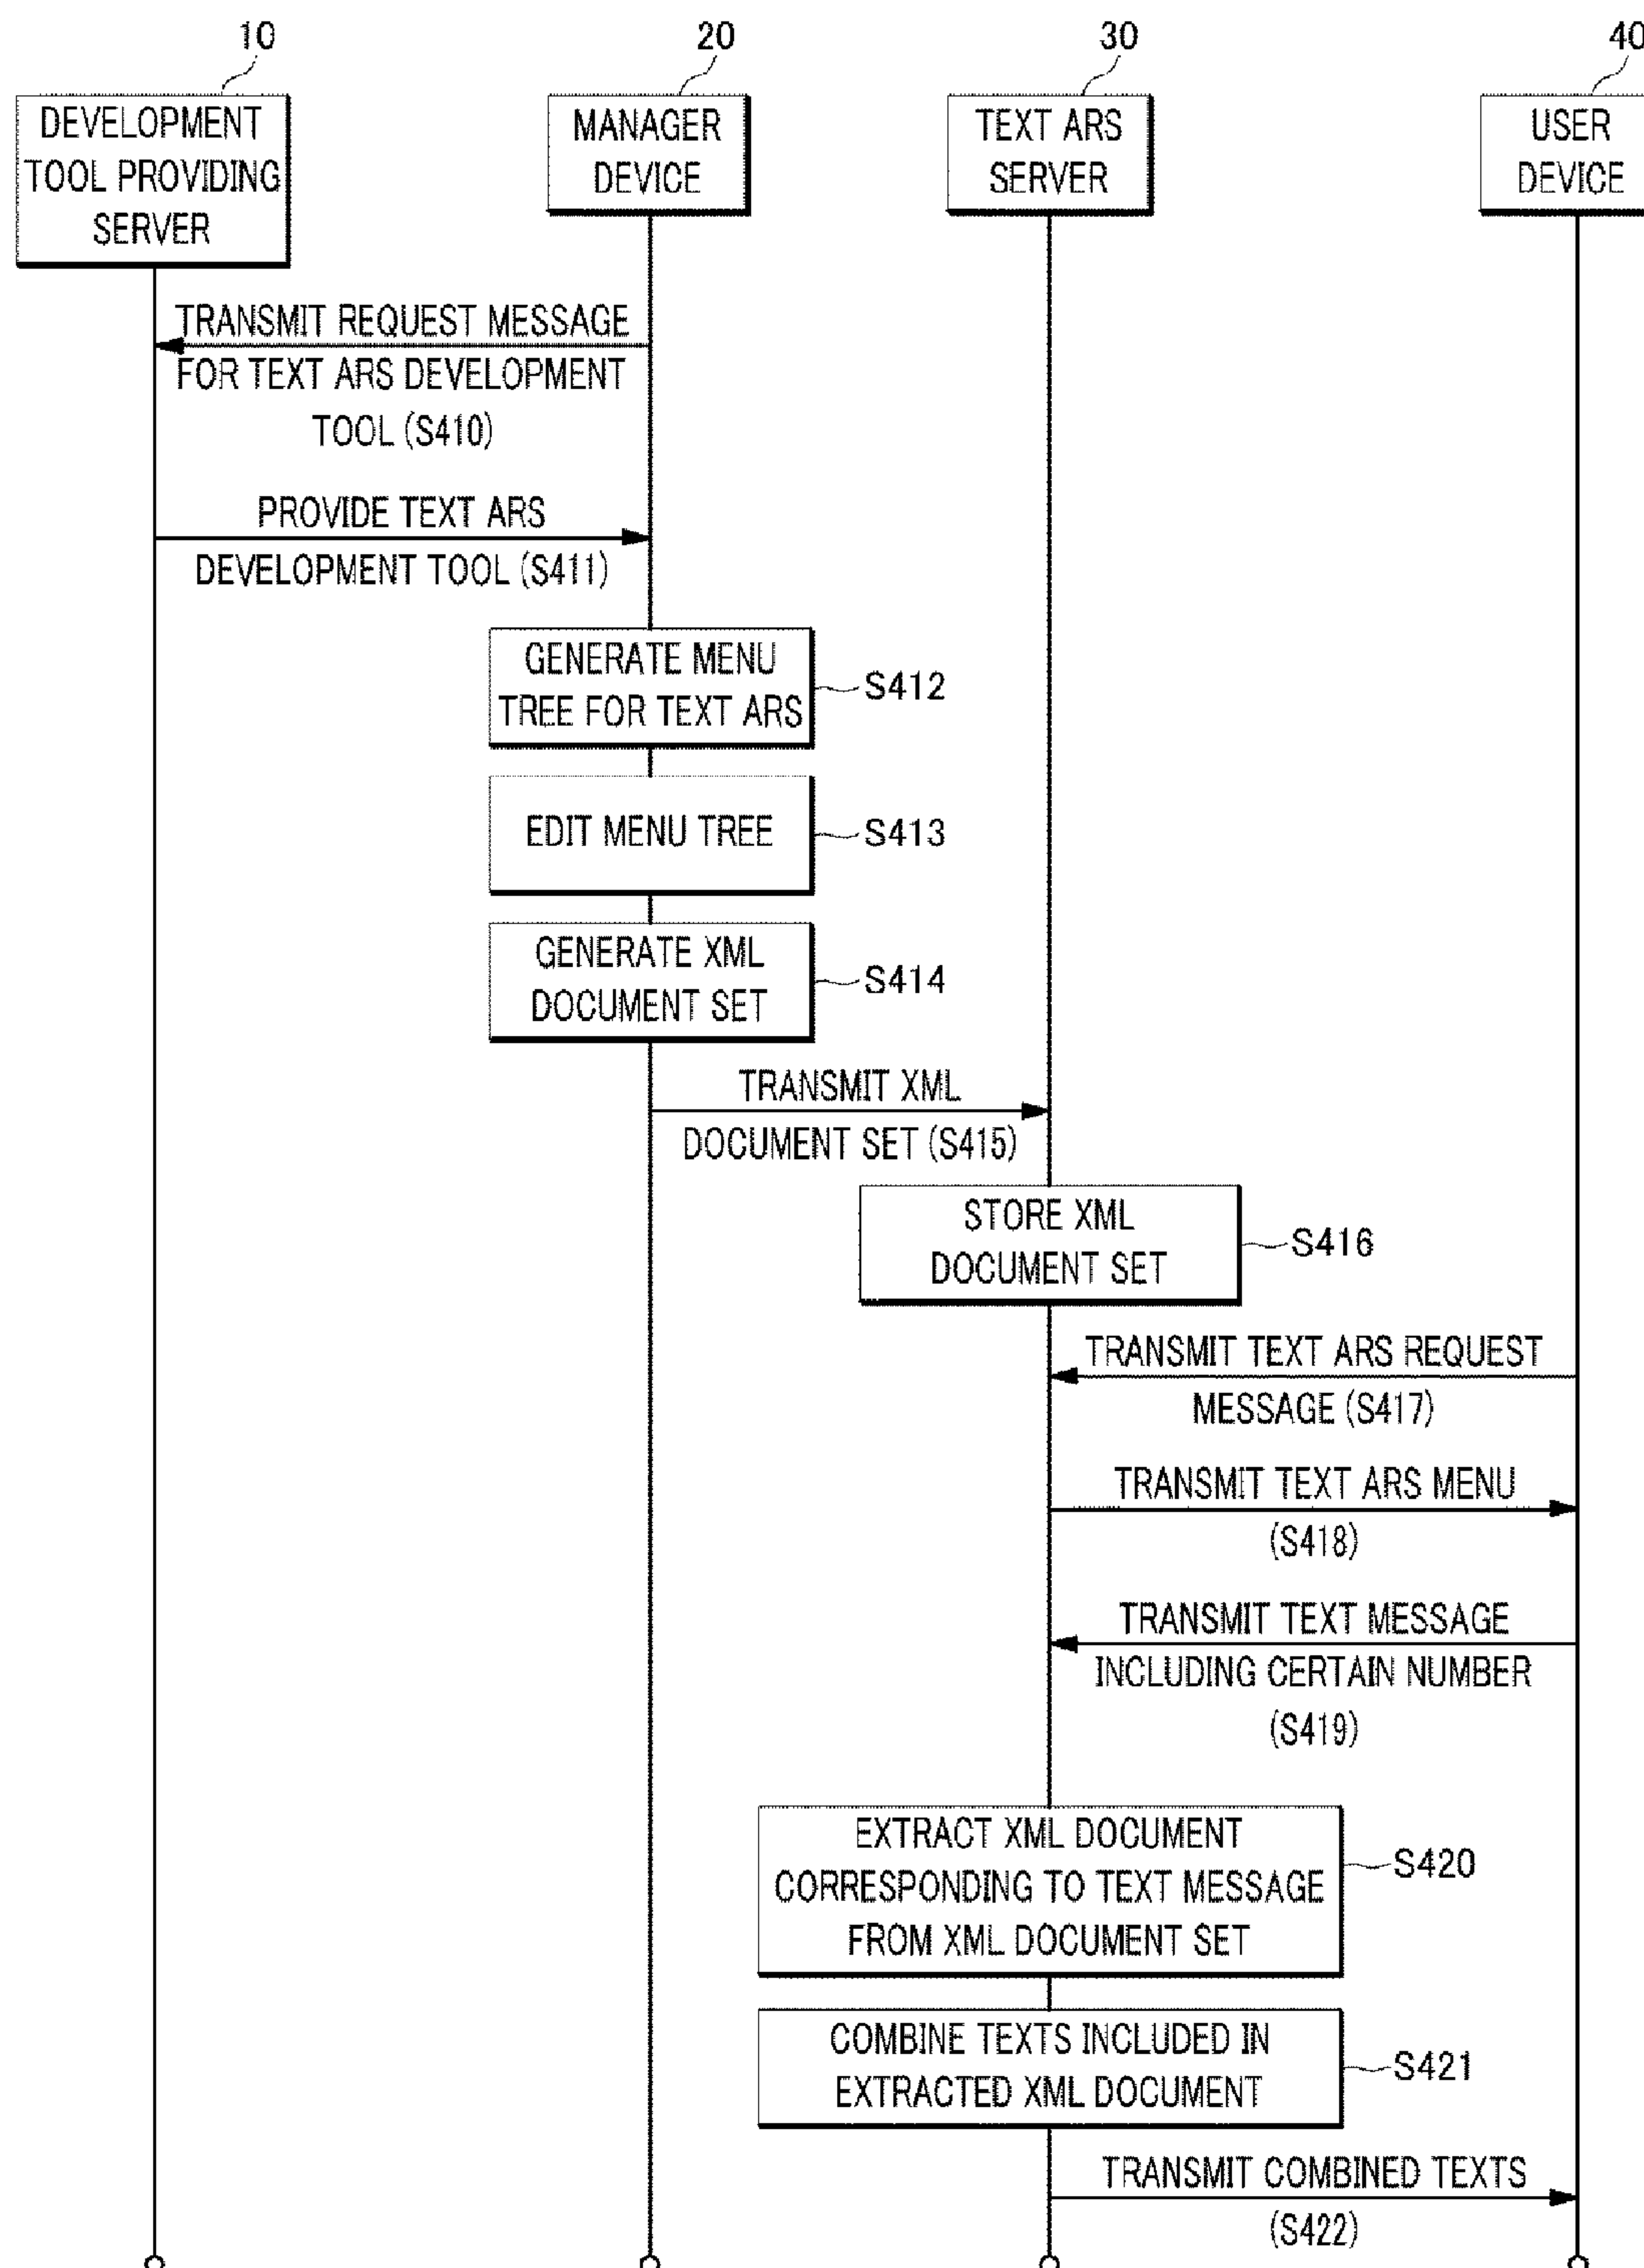 10
20
30
40
DEVELOPMENT
TOOL PROVIDING
SERVER
MANAGER
DEVICE
TEXT ARS
SERVER
USER
DEVICE
TRANSMIT REQUEST MESSAGE
FOR TEXT ARS DEVELOPMENT
TOOL (S410)
PROVIDE TEXT ARS
DEVELOPMENT TOOL (S411)
GENERATE MENU
TREE FOR TEXT ARS
S412
EDIT MENU TREE
S413
GENERATE XML
DOCUMENT SET
S414
TRANSMIT XML
DOCUMENT SET (S415)
STORE XML
DOCUMENT SET
S416
TRANSMIT TEXT ARS REQUEST
MESSAGE (S417)
TRANSMIT TEXT ARS MENU
(S418)
TRANSMIT TEXT MESSAGE
INCLUDING CERTAIN NUMBER
(S419)
EXTRACT XML DOCUMENT
CORRESPONDING TO TEXT MESSAGE
FROM XML DOCUMENT SET
S420
COMBINE TEXTS INCLUDED IN
EXTRACTED XML DOCUMENT
S421
TRANSMIT COMBINED TEXTS
(S422)